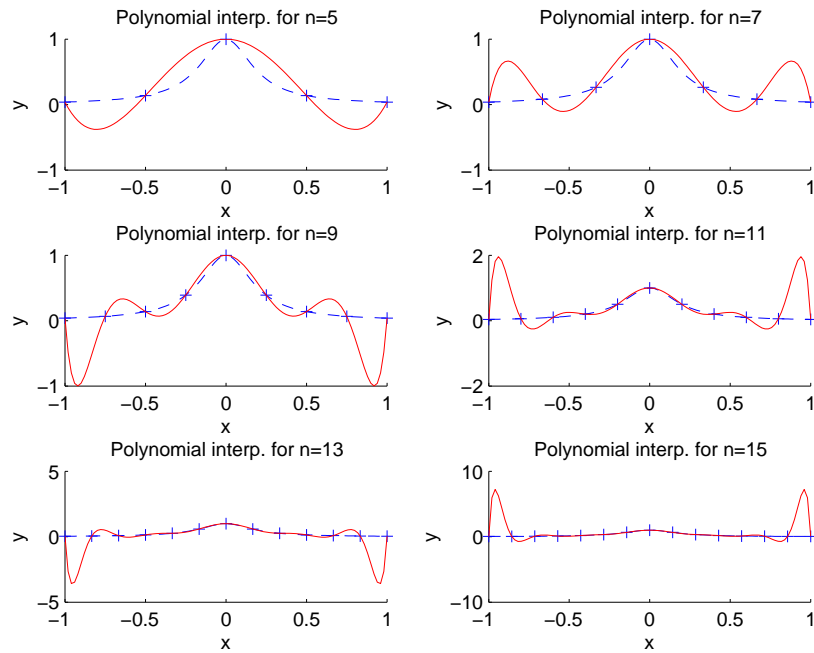 Polynomial interp. for n=5
1
0
−1
y
−1
−0.5
0
0.5
1
x
Polynomial interp. for n=7
1
0
−1
y
−1
−0.5
0
0.5
1
x
Polynomial interp. for n=9
1
0
−1
y
−1
−0.5
0
0.5
1
x
Polynomial interp. for n=11
2
0
−2
y
−1
−0.5
0
0.5
1
x
Polynomial interp. for n=13
5
0
−5
y
−1
−0.5
0
0.5
1
x
Polynomial interp. for n=15
10
0
−10
y
−1
−0.5
0
0.5
1
x